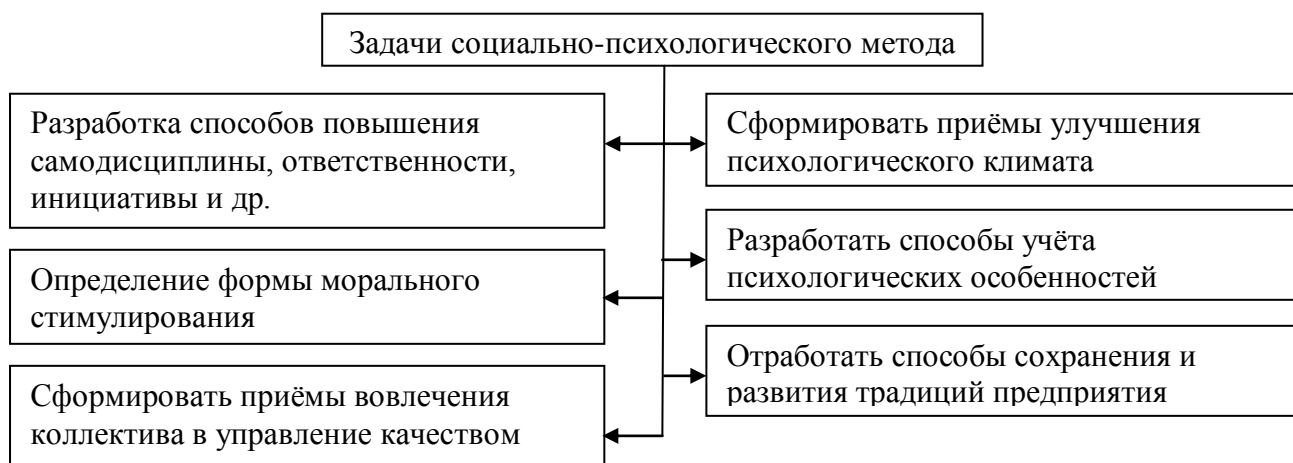 Задачи социально-психологического метода
Разработка способов повышения
самодисциплины, ответственности,
инициативы и др.
Определение формы морального
стимулирования
Сформировать приёмы вовлечения
коллектива в управление качеством
Сформировать приёмы улучшения
психологического климата
Разработать способы учёта
психологических особенностей
Отработать способы сохранения и
развития традиций предприятия